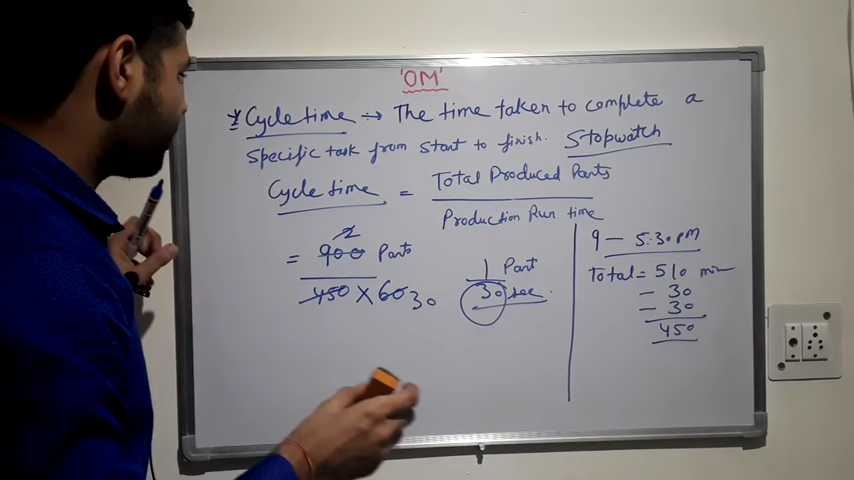 'OM'
* Cycle time → The time taken to complete a
Specific task from Start to finish. Stopwatch
Cycle time = Total Produced Parts
Production Run time
= 900 2 Parts
450 X 60 30
1 Part
30 sec
9 — 5:30 PM
Total = 510 min
- 30
- 30
450